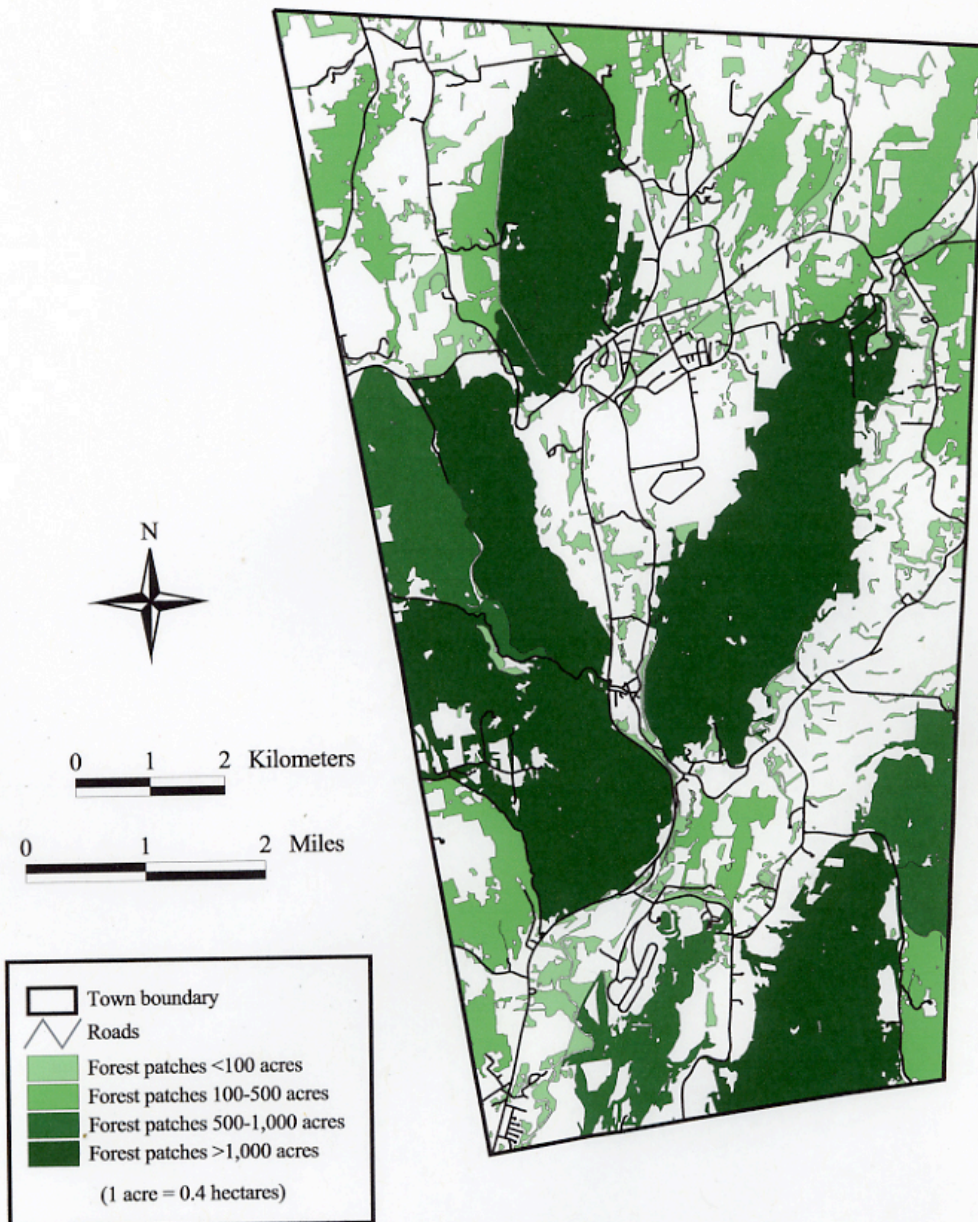 N
0 1 2 Kilometers
0 1 2 Miles
Town boundary
Roads
Forest patches <100 acres
Forest patches 100-500 acres
Forest patches 500-1,000 acres
Forest patches >1,000 acres
(1 acre = 0.4 hectares)